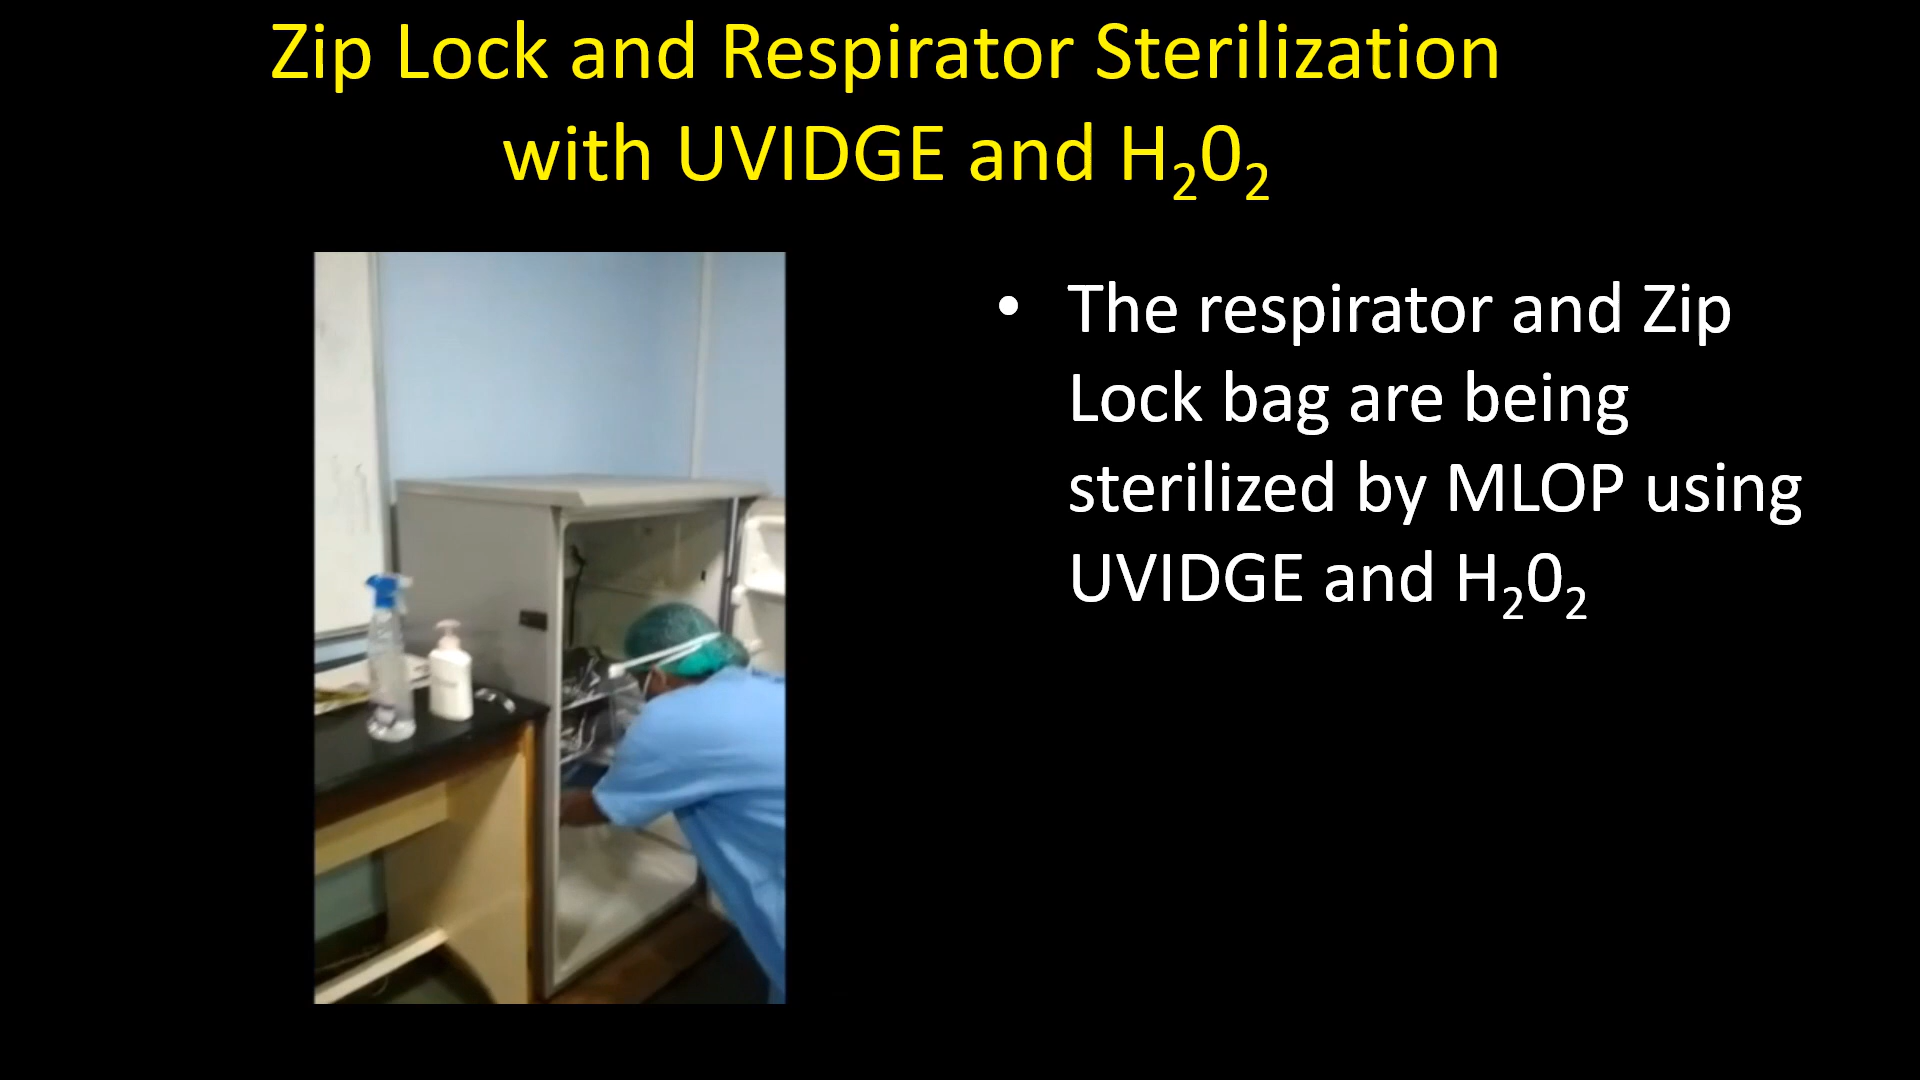 Zip Lock and Respirator Sterilization
with UVIDGE and H₂0₂
• The respirator and Zip
Lock bag are being
sterilized by MLOP using
UVIDGE and H₂0₂